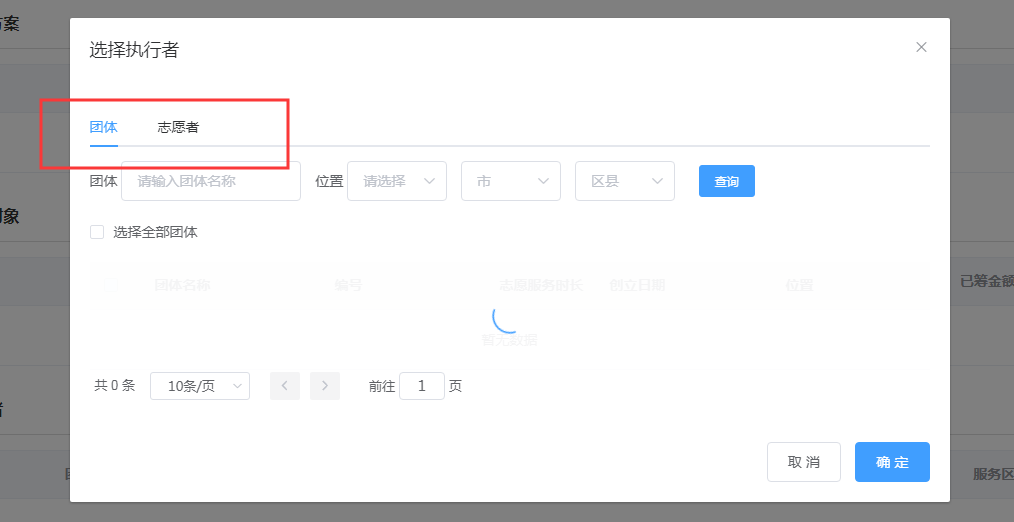 方案
选择执行者
团体 志愿者
团体 请输入团体名称 位置 请选择 市 区县 查询
选择全部团体
对象
团体名称 编号 志愿服务时长 创立日期 位置
已筹金额
暂无数据
共 0 条 10条/页 前往 1 页
取 消 确 定
服务区